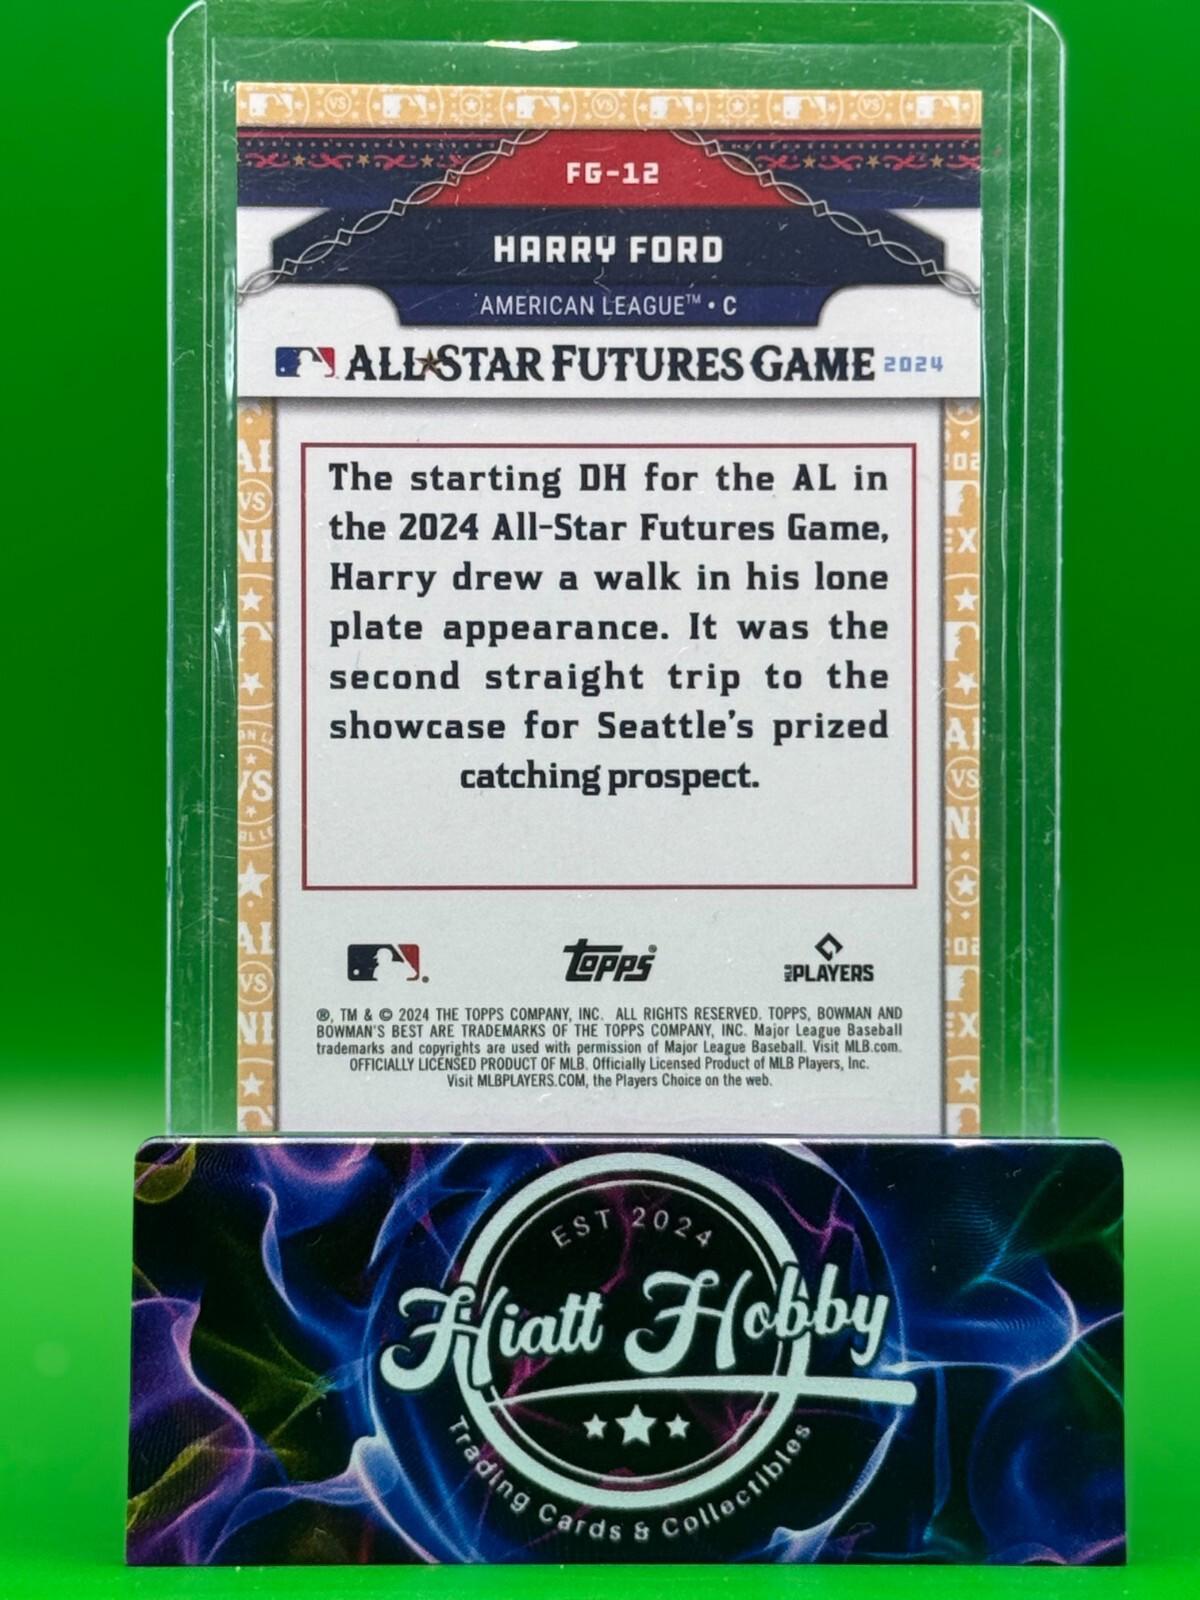 FG-12
HARRY FORD
AMERICAN LEAGUE™ • C
ALL★STAR FUTURES GAME 2024
The starting DH for the AL in
the 2024 All-Star Futures Game,
Harry drew a walk in his lone
plate appearance. It was the
second straight trip to the
showcase for Seattle's prized
catching prospect.
Topps®
MLB PLAYERS
®, TM & © 2024 THE TOPPS COMPANY, INC. ALL RIGHTS RESERVED. TOPPS, BOWMAN AND
BOWMAN'S BEST ARE TRADEMARKS OF THE TOPPS COMPANY, INC. Major League Baseball
trademarks and copyrights are used with permission of Major League Baseball. Visit MLB.com.
OFFICIALLY LICENSED PRODUCT OF MLB. Officially Licensed Product of MLB Players, Inc.
Visit MLBPLAYERS.COM, the Players Choice on the web.
EST 2024
Hiatt Hobby
Trading Cards & Collectibles